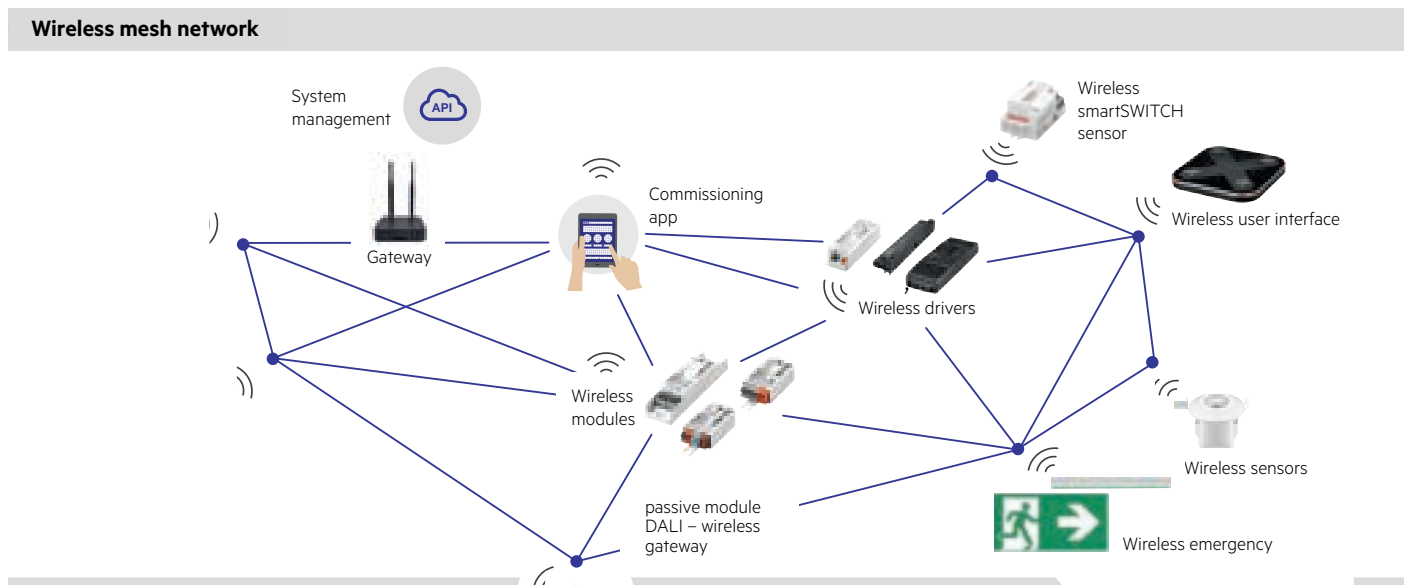 Wireless mesh network
System
management
API
Gateway
Commissioning
app
Wireless
smartSWITCH
sensor
Wireless user interface
Wireless drivers
Wireless
modules
Wireless sensors
passive module
DALI – wireless
gateway
Wireless emergency